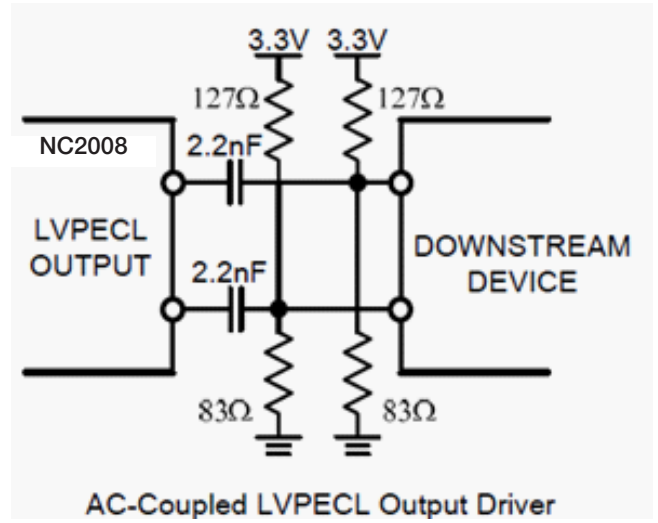 3.3V 3.3V
127Ω 127Ω
NC2008 2.2nF
LVPECL
OUTPUT
2.2nF
DOWNSTREAM
DEVICE
83Ω 83Ω
AC-Coupled LVPECL Output Driver